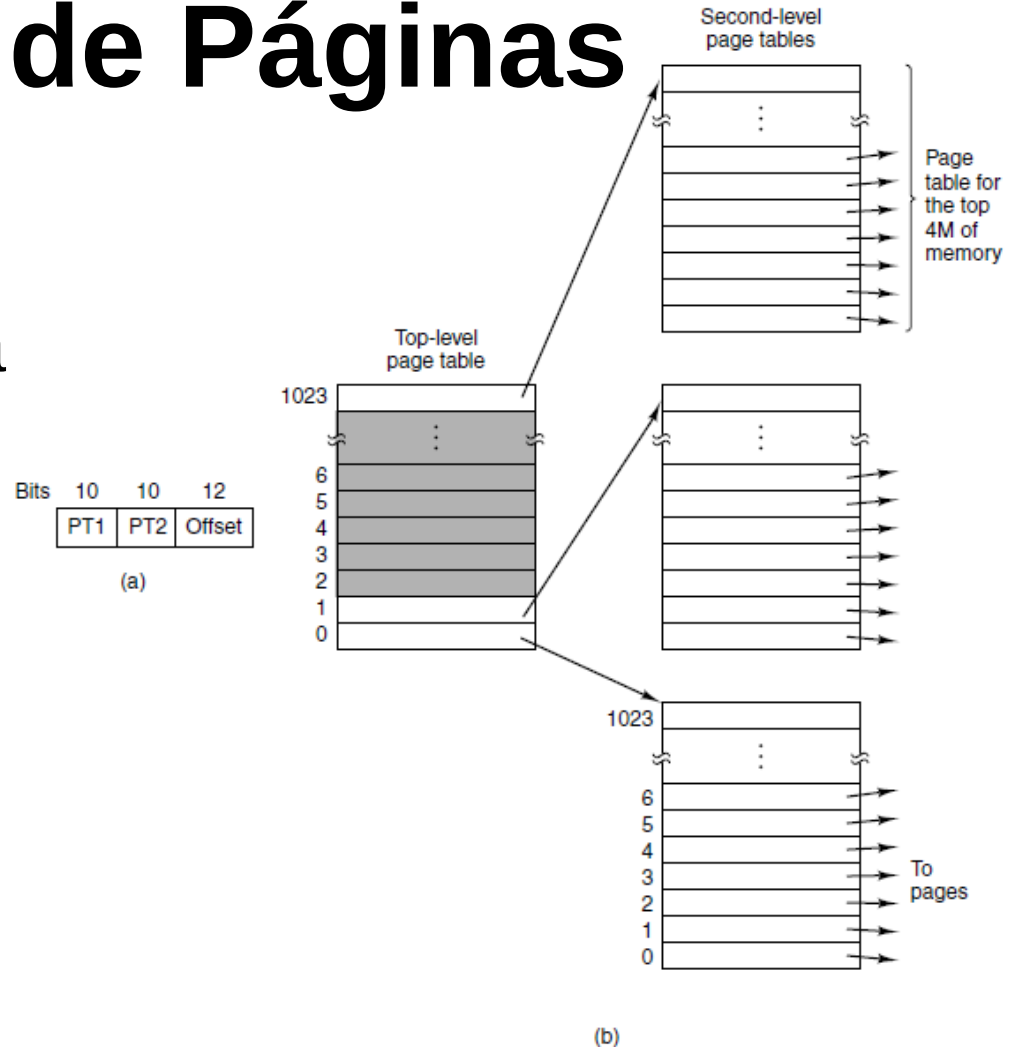 de Páginas
Second-level
page tables
Page
table for
the top
4M of
memory
Top-level
page table
1023
6
5
4
3
2
1
0
Bits 10 10 12
PT1 PT2 Offset
(a)
1023
6
5
4
3
2
1
0
To
pages
(b)